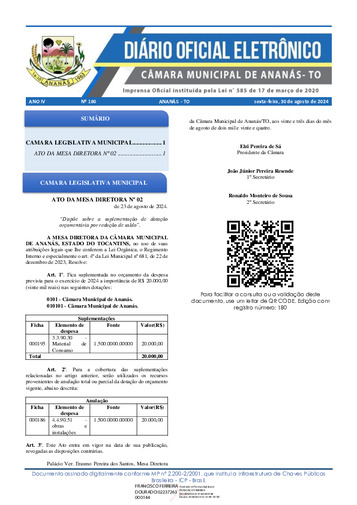 DIÁRIO OFICIAL ELETRÔNICO
CÂMARA MUNICIPAL DE ANANÁS- TO
Imprensa Oficial instituída pela Lei n° 585 de 17 de março de 2020
ANO IV Nº 180 ANANÁS - TO sexta-feira, 30 de agosto de 2024
SUMÁRIO
CAMARA LEGISLATIVA MUNICIPAL.................. 1
ATO DA MESA DIRETORA Nº 02 ........................... 1
CAMARA LEGISLATIVA MUNICIPAL
ATO DA MESA DIRETORA Nº 02
de 23 de agosto de 2024.
"Dispõe sobre a suplementação de dotação
orçamentária por redução de saldo".
A MESA DIRETORA DA CÂMARA MUNICIPAL
DE ANANÁS, ESTADO DO TOCANTINS, no uso de suas
atribuições legais que lhe conferem a Lei Orgânica, o Regimento
Interno e especialmente o art. 4º da Lei Municipal nº 681, de 22 de
dezembro de 2023, Resolve:
Art. 1º. Fica suplementada no orçamento da despesa
prevista para o exercício de 2024 a importância de R$ 20.000,00
(vinte mil reais) nas seguintes dotações:
0101 - Câmara Municipal de Ananás.
010101 - Câmara Municipal de Ananás.
Suplementações
Ficha Elemento de despesa Fonte Valor(R$)
000195 3.3.90.30 Material de Consumo 1.500.0000.00000 20.000,00
Total 20.000,00
Art. 2º. Para a cobertura das suplementações
relacionadas no artigo anterior, serão utilizados os recursos
provenientes de anulação total ou parcial da dotação do orçamento
vigente, abaixo descrita:
Anulação
Ficha Elemento de despesa Fonte Valor(R$)
000186 4.4.90.51 – obras e instalações 1.500.0000.00000 20.000,00
Art. 3º. Este Ato entra em vigor na data de sua publicação,
revogadas as disposições contrárias.
Palácio Ver. Erasmo Pereira dos Santos, Mesa Diretora
da Câmara Municipal de Ananás/TO, aos vinte e três dias do mês
de agosto de dois mil e vinte e quatro.
Elzi Pereira de Sá
Presidente da Câmara
João Júnior Pereira Resende
1º Secretário
Ronaldo Monteiro de Sousa
2º Secretário
Para facilitar a consulta ou a validação deste
documento, use um leitor de QR CODE. Edição com
registro número: 180
Documento assinado digitalmente conforme MP nº 2.200-2/2001, que institui a Infraestrutura de Chaves Públicas
Brasileira - ICP - Brasil.
FRANCISCO FERREIRA
DOURADO:02237262
000144